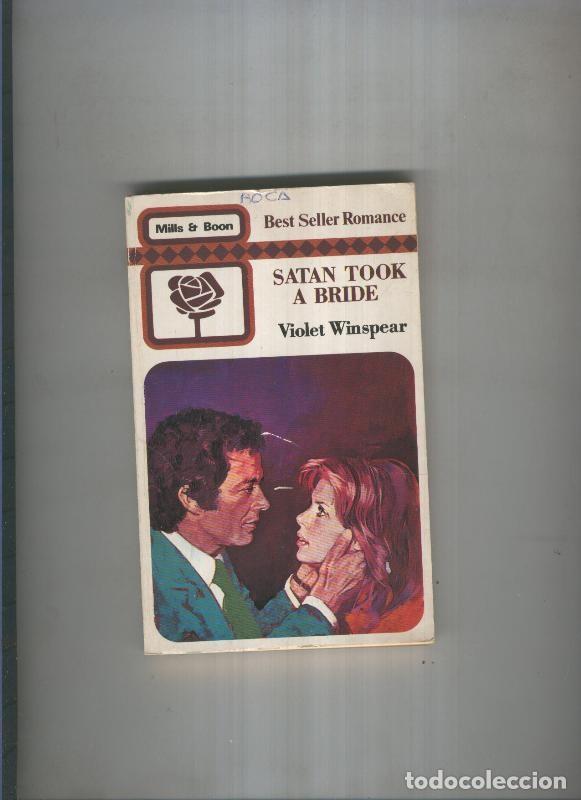 BOCA
Mills & Boon
Best Seller Romance
SATAN TOOK
A BRIDE
Violet Winspear
todocoleccion